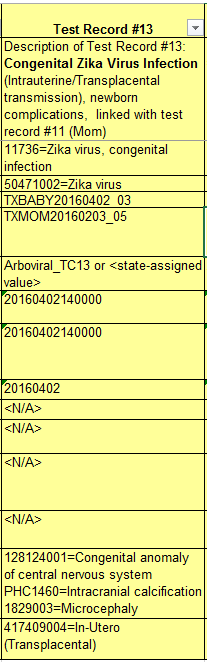 Test Record #13
Description of Test Record #13:
Congenital Zika Virus Infection
(Intrauterine/Transplacental
transmission), newborn
complications,  linked with test
record #11 (Mom)
11736=Zika virus, congenital
infection
50471002=Zika virus
TXBABY20160402_03
TXMOM20160203_05
Arboviral_TC13 or <state-assigned
value>
20160402140000
20160402140000
20160402
<N/A>
<N/A>
<N/A>
<N/A>
128124001=Congenital anomaly
of central nervous system
PHC1460=Intracranial calcification
1829003=Microcephaly
417409004=In-Utero
(Transplacental)